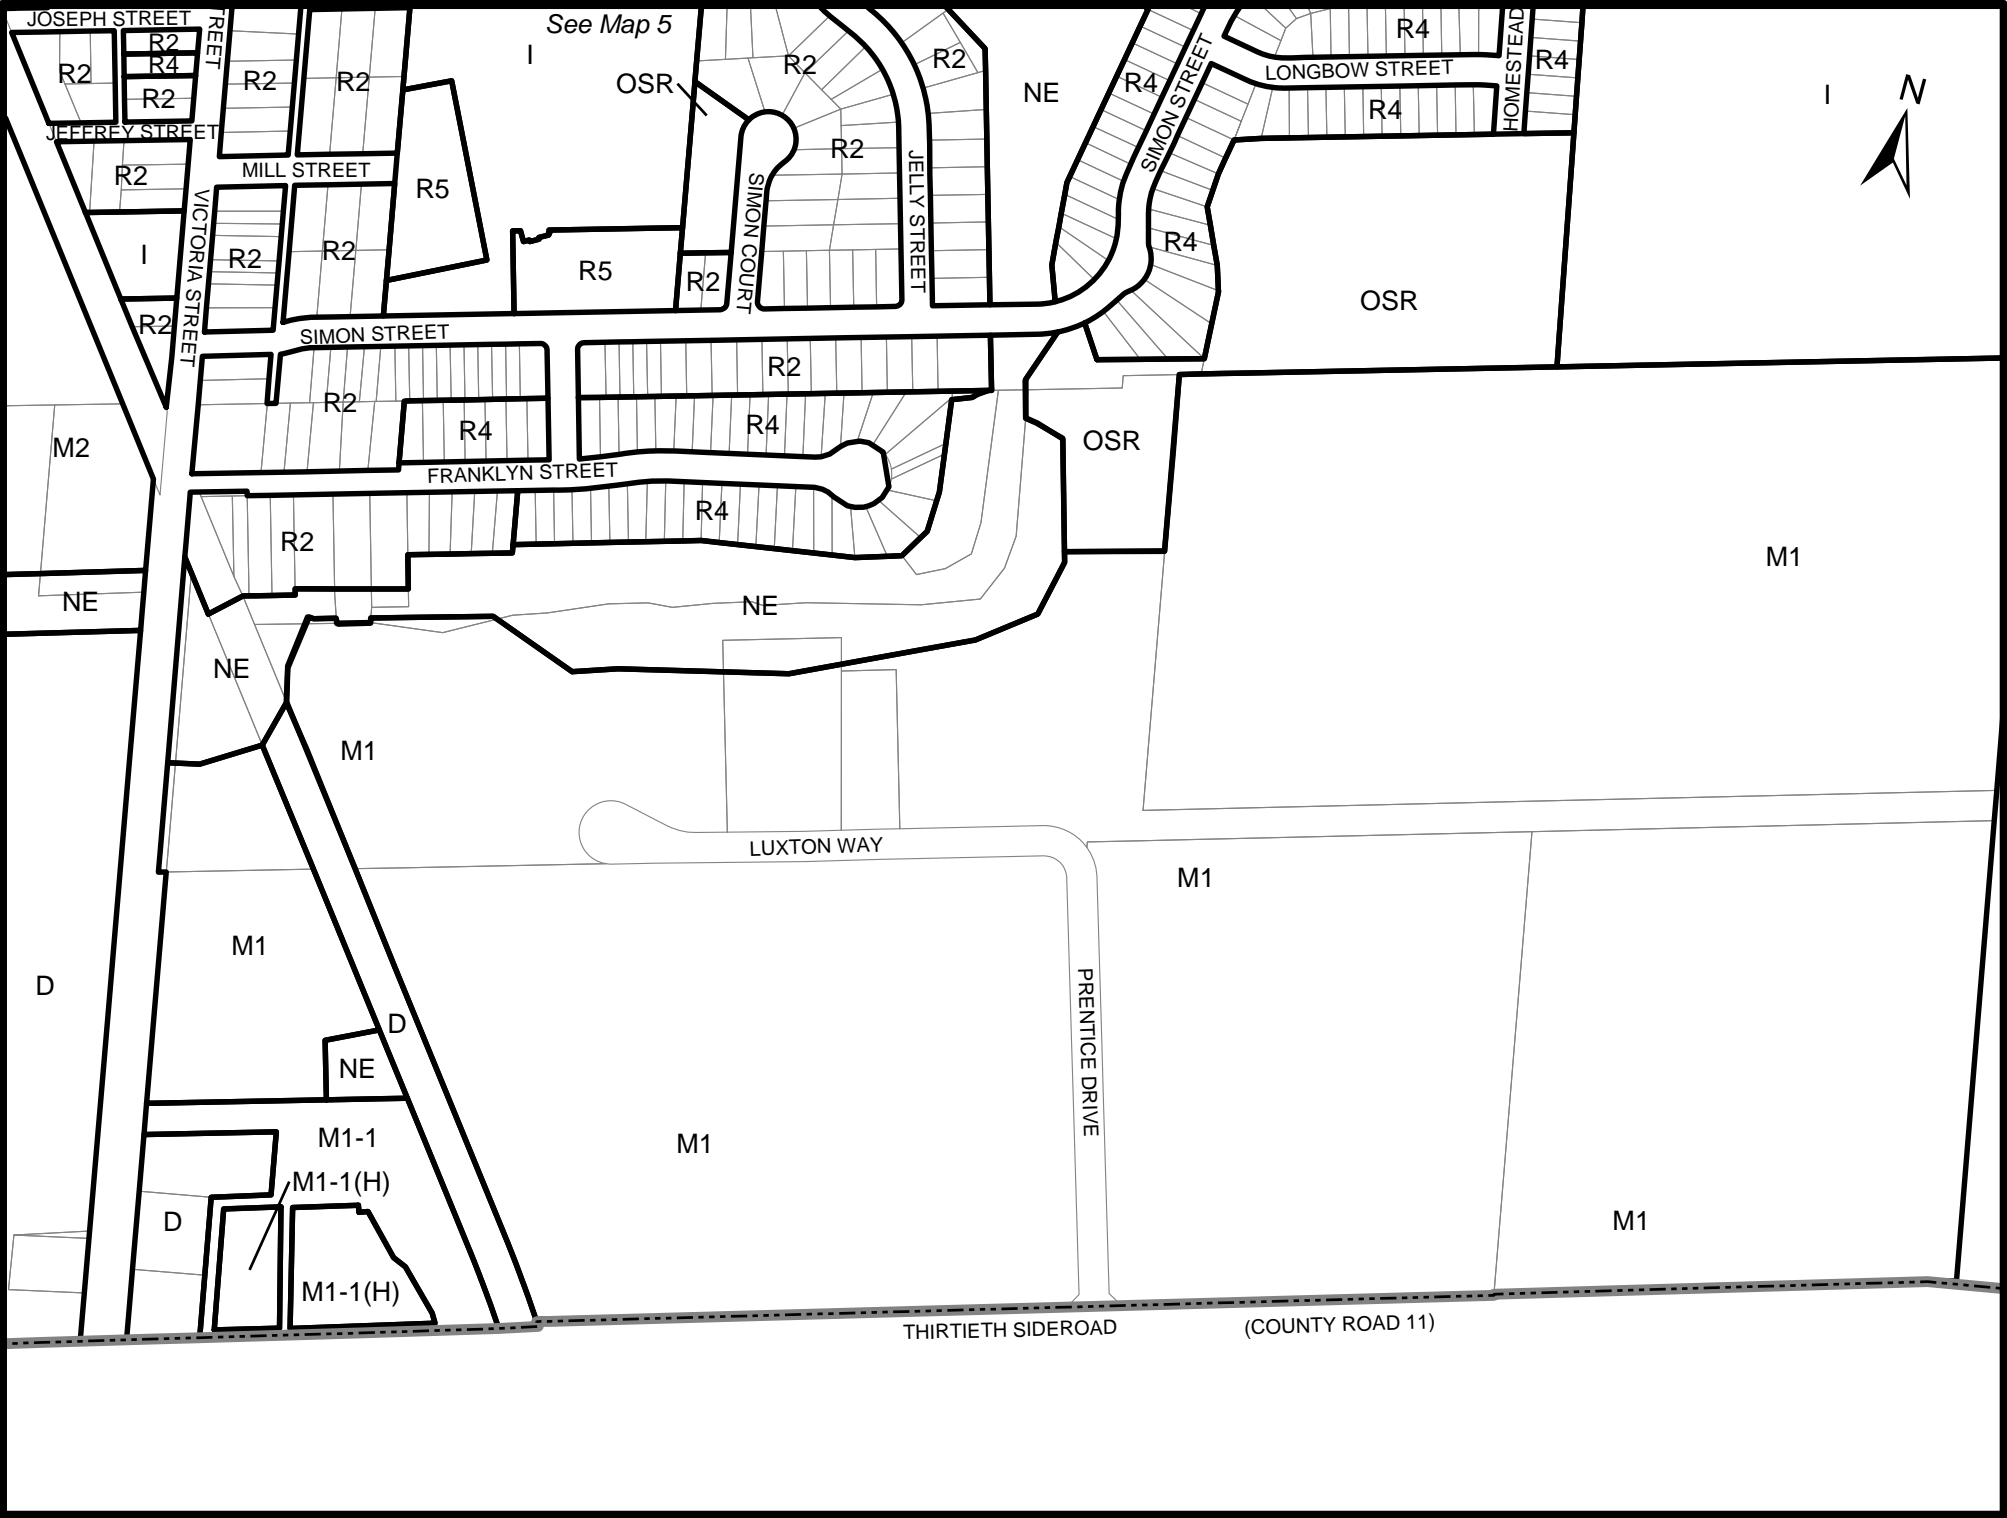 JOSEPH STREET
TREET
See Map 5
I
R2
R4
R2
R2
R2
R2
R2
OSR
R2
R2
NE
R4
SIMON STREET
R4
LONGBOW STREET
R4
HOMESTEAD
R4
I
N
JEFFREY STREET
MILL STREET
R2
VICTORIA STREET
R5
R2
SIMON COURT
JELLY STREET
I
R2
R2
R5
R2
R4
OSR
R2
SIMON STREET
R2
R2
M2
R4
R4
OSR
FRANKLYN STREET
R2
R4
M1
NE
NE
NE
M1
LUXTON WAY
M1
M1
D
D
NE
PRENTICE DRIVE
M1-1
M1
M1-1(H)
D
M1
M1-1(H)
THIRTIETH SIDEROAD
(COUNTY ROAD 11)